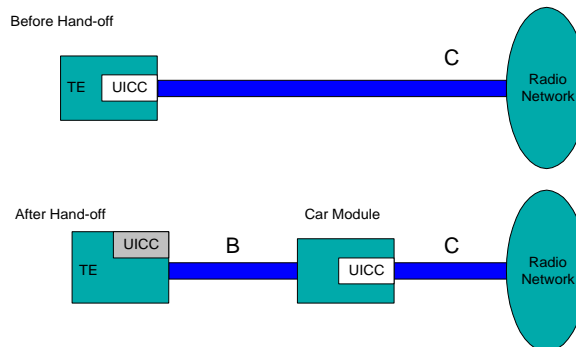 Before Hand-off
C
TE
UICC
Radio
Network
After Hand-off
Car Module
UICC
B
C
TE
UICC
Radio
Network